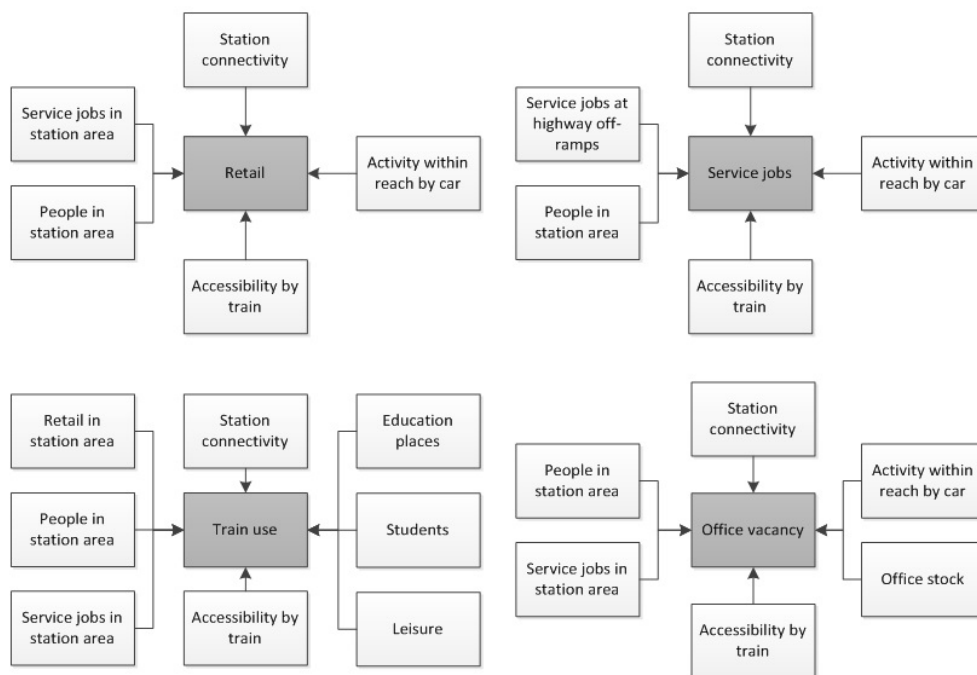 Station
connectivity
Service jobs in
station area
Retail
Activity within
reach by car
People in
station area
Accessibility by
train
Station
connectivity
Service jobs at
highway off-
ramps
Service jobs
Activity within
reach by car
People in
station area
Accessibility by
train
Retail in
station area
Station
connectivity
Education
places
People in
station area
Train use
Students
Service jobs in
station area
Accessibility by
train
Leisure
Station
connectivity
People in
station area
Activity within
reach by car
Office vacancy
Service jobs in
station area
Office stock
Accessibility by
train